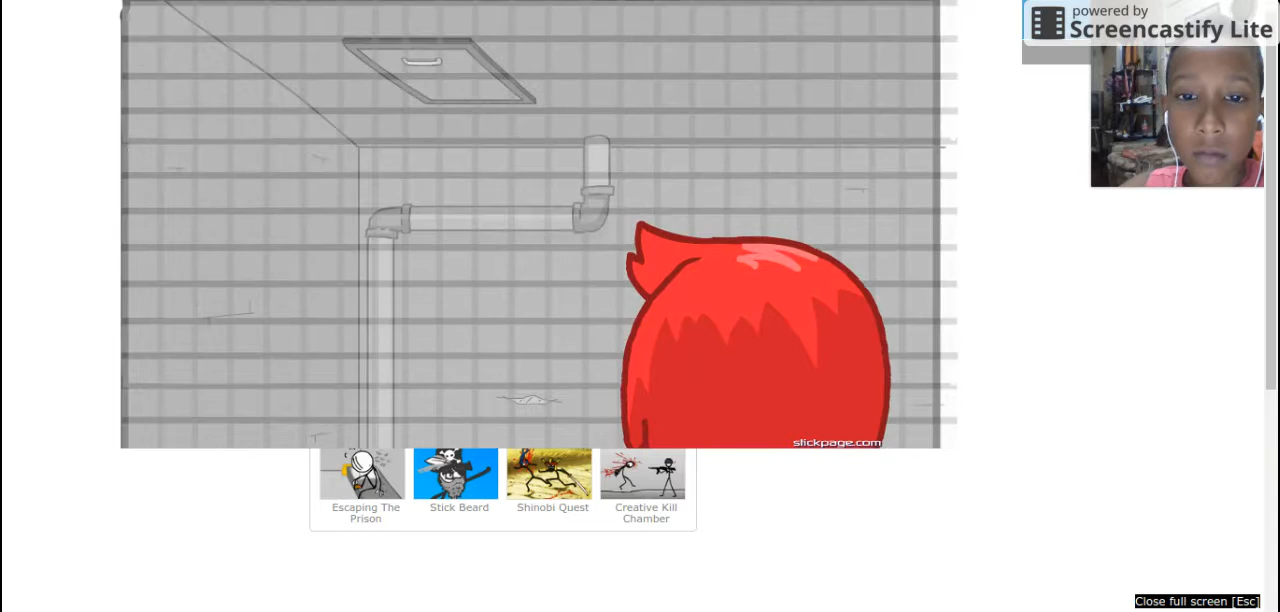 powered by
Screencastify Lite
stickpage.com
Escaping The
Prison
Stick Beard
Shinobi Quest
Creative Kill
Chamber
Close full screen [Esc]